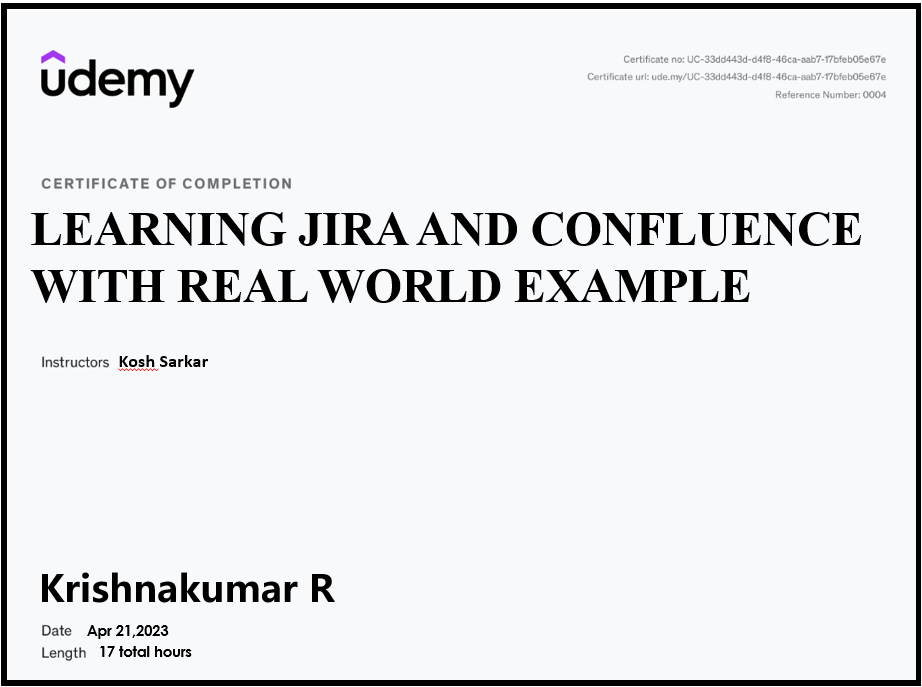 udemy
Certificate no: UC-33dd443d-d4f8-46ca-aab7-f7bfeb05e67e
Certificate url: ude.my/UC-33dd443d-d4f8-46ca-aab7-f7bfeb05e67e
Reference Number: 0004
CERTIFICATE OF COMPLETION
LEARNING JIRA AND CONFLUENCE
WITH REAL WORLD EXAMPLE
Instructors Kosh Sarkar
Krishnakumar R
Date Apr 21,2023
Length 17 total hours